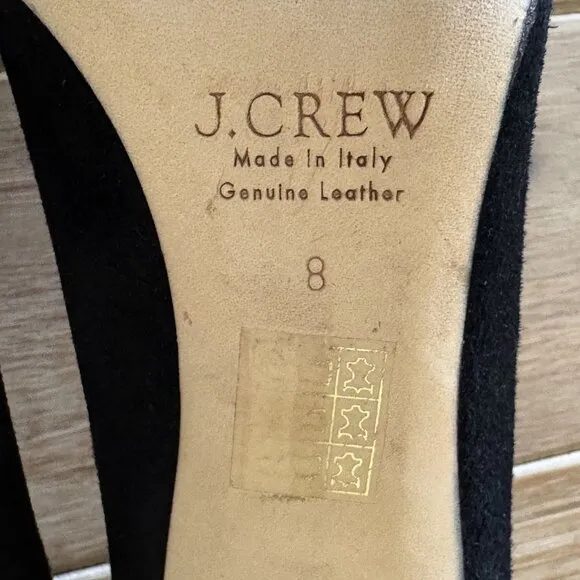 J.CREW
Made in Italy
Genuine Leather
8